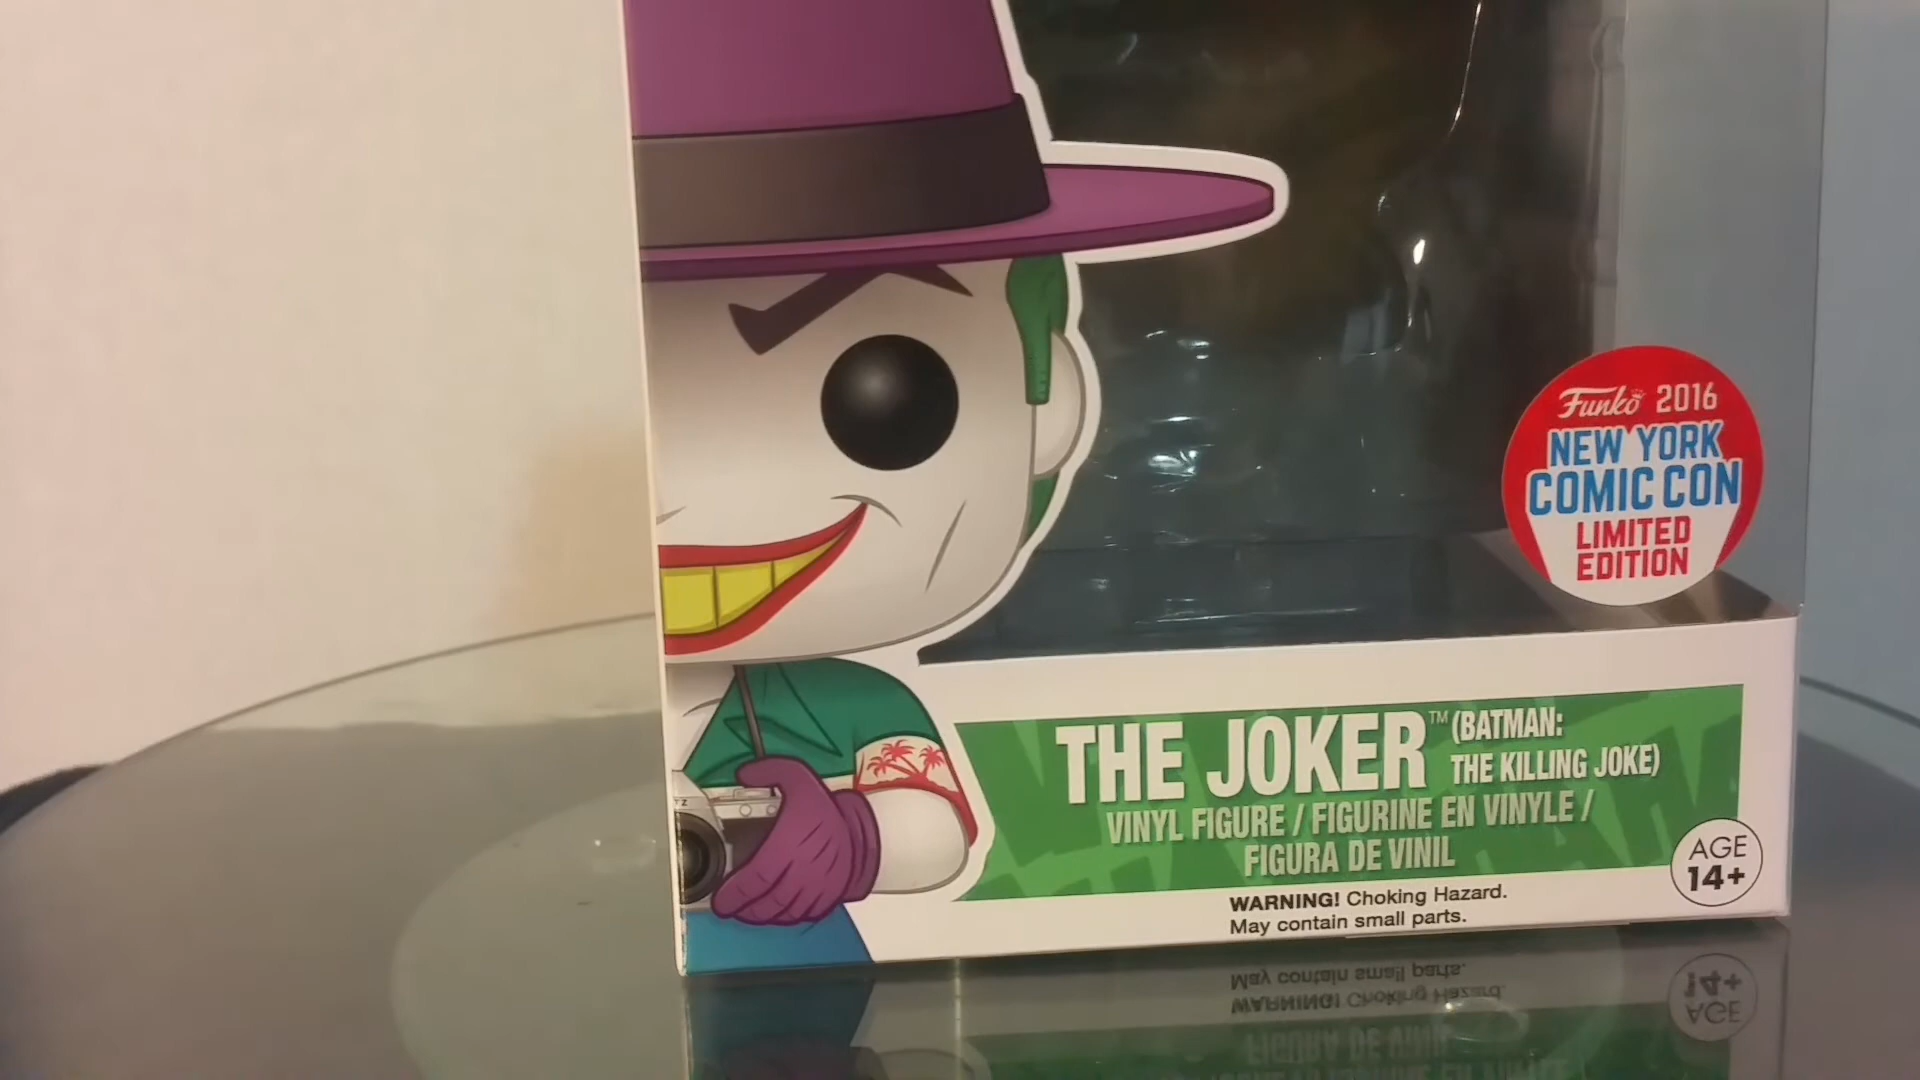 Funko 2016
NEW YORK
COMIC CON
LIMITED
EDITION
THE JOKER™ (BATMAN:
THE KILLING JOKE)
VINYL FIGURE / FIGURINE EN VINYLE /
FIGURA DE VINIL
AGE
14+
WARNING! Choking Hazard.
May contain small parts.
TZ